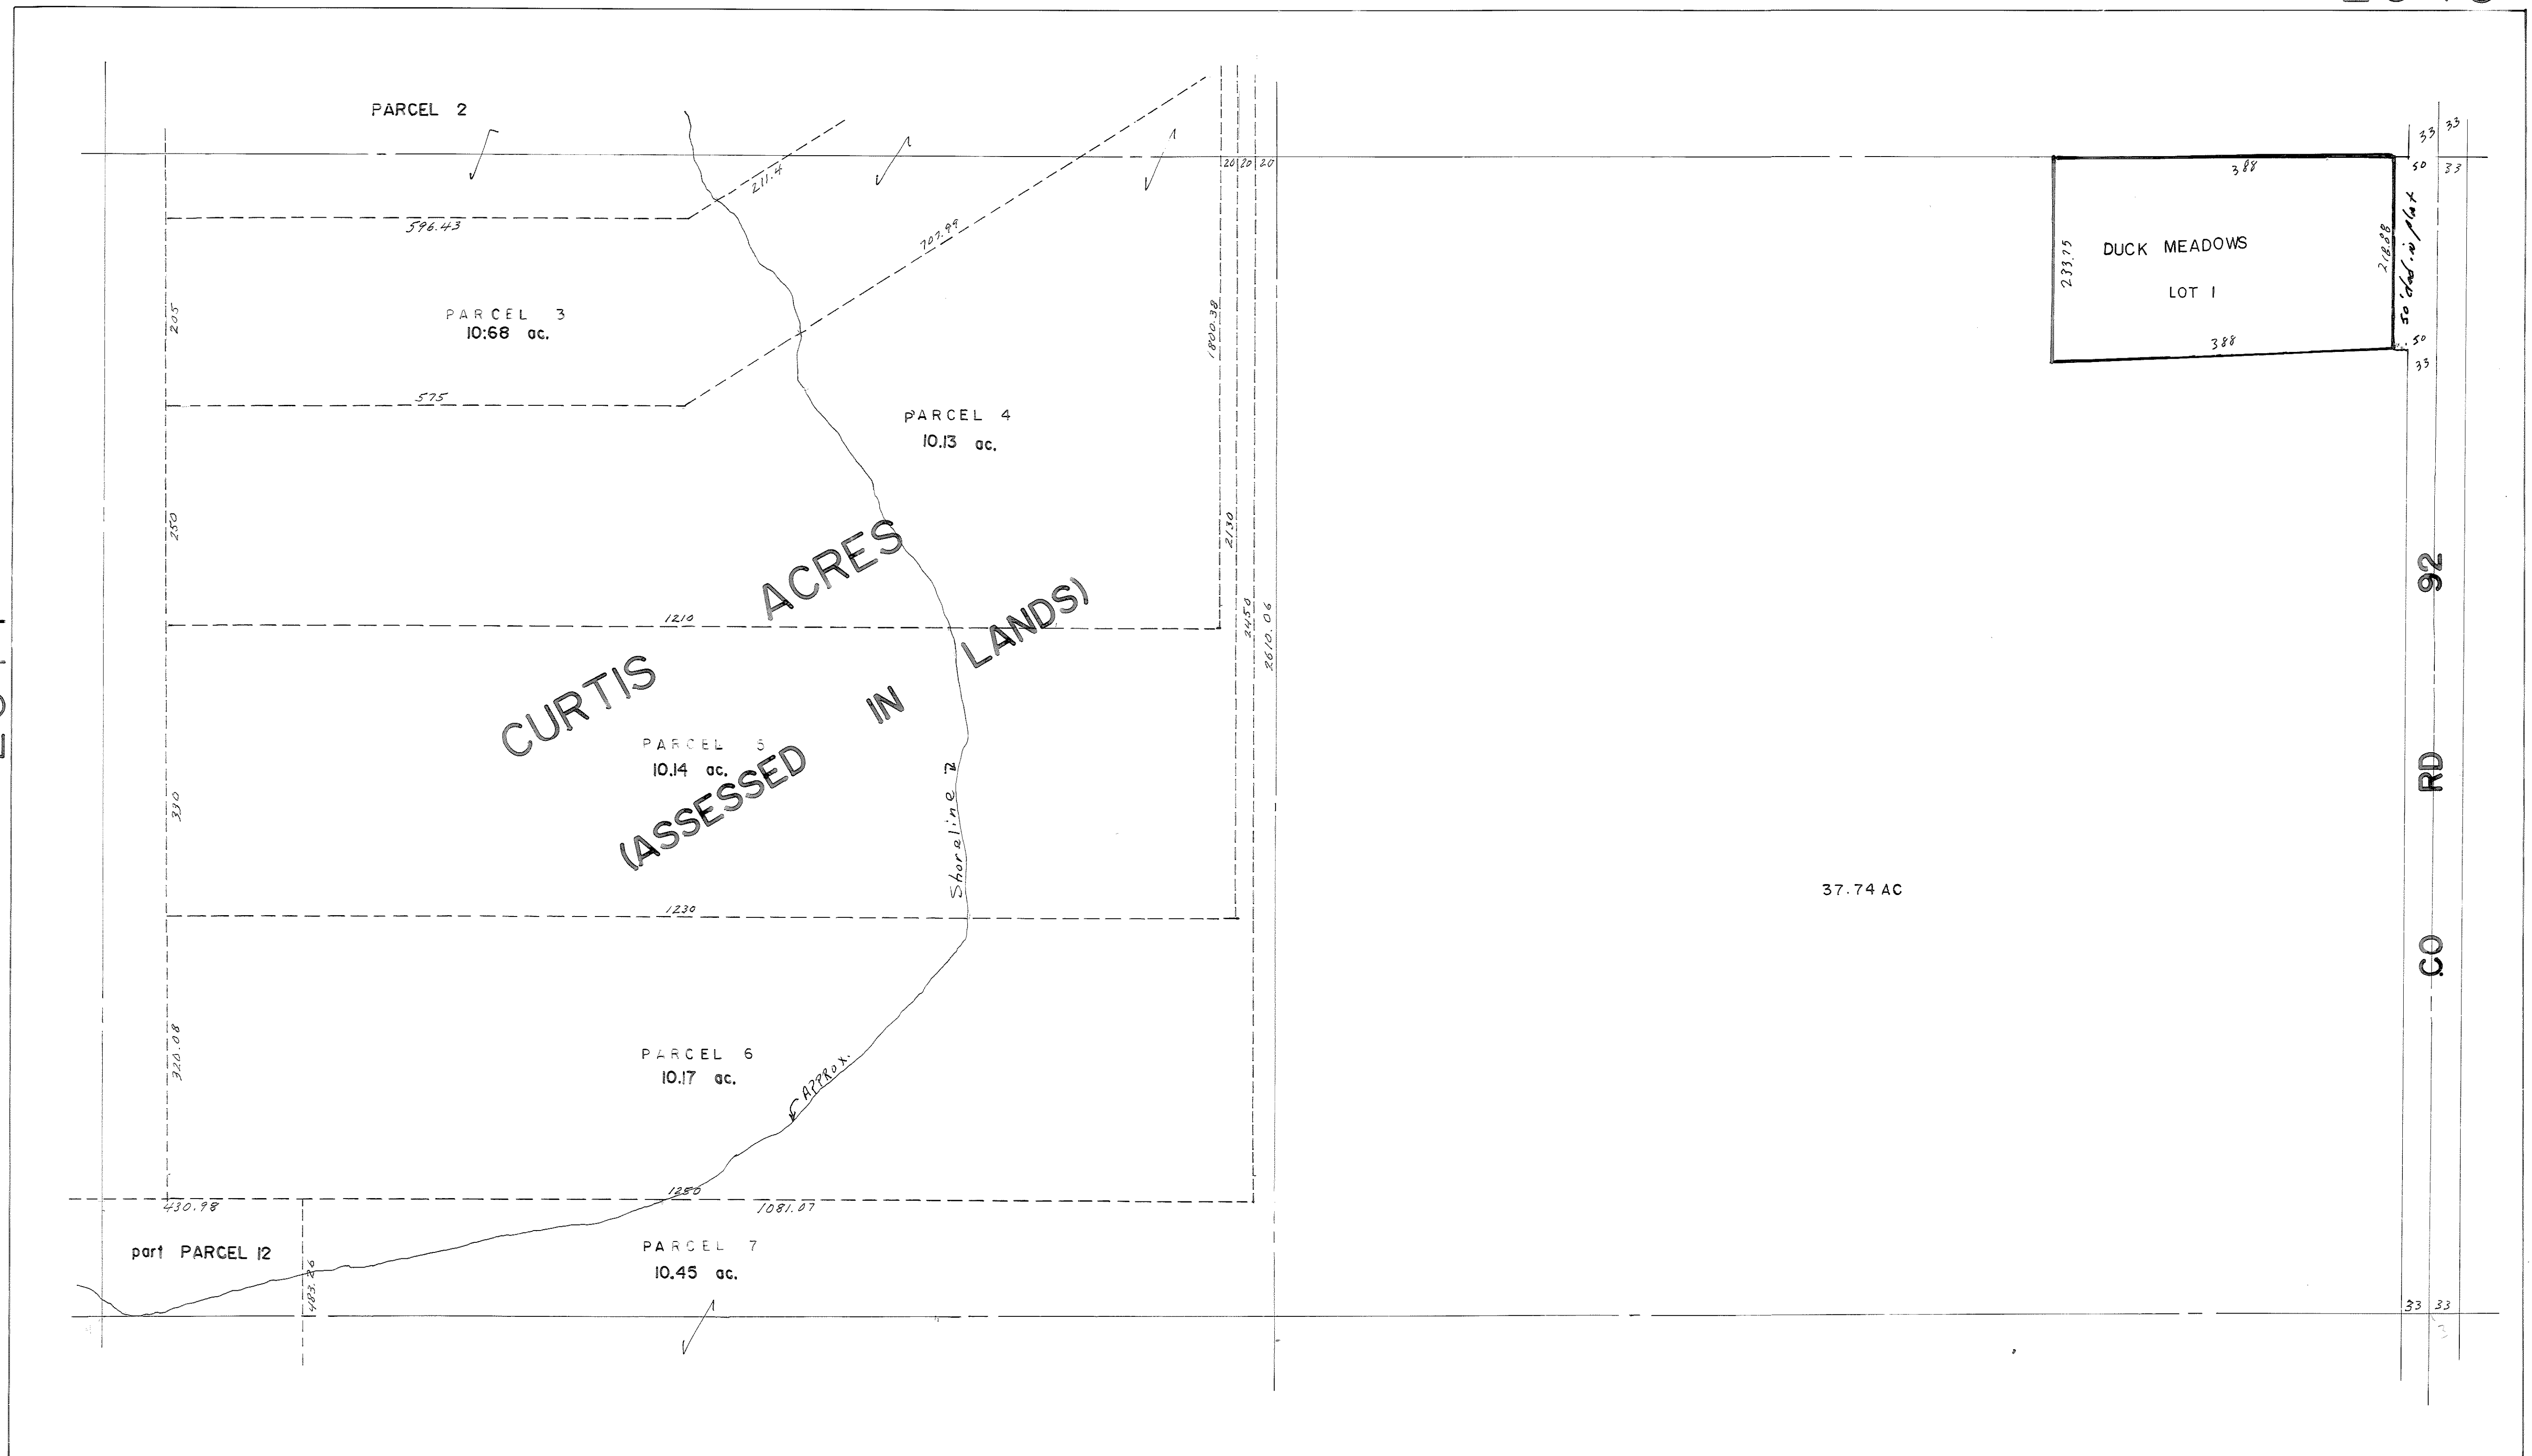 PARCEL 2
33 33
20 20 20
50 33
388
211.4
596.43
707.99
50' ded. in plat
218.88
233.75
DUCK MEADOWS
LOT 1
205
PARCEL 3
10.68 ac.
1800.38
388
50
33
575
PARCEL 4
10.13 ac.
250
2130
CURTIS ACRES
(ASSESSED IN LANDS)
1210
2450
2610.06
PARCEL 5
10.14 ac.
330
Shoreline
1230
37.74 AC
CO RD 92
320.08
PARCEL 6
10.17 ac.
APPROX.
1250
430.98
1081.07
part PARCEL 12
483.26
PARCEL 7
10.45 ac.
33 33